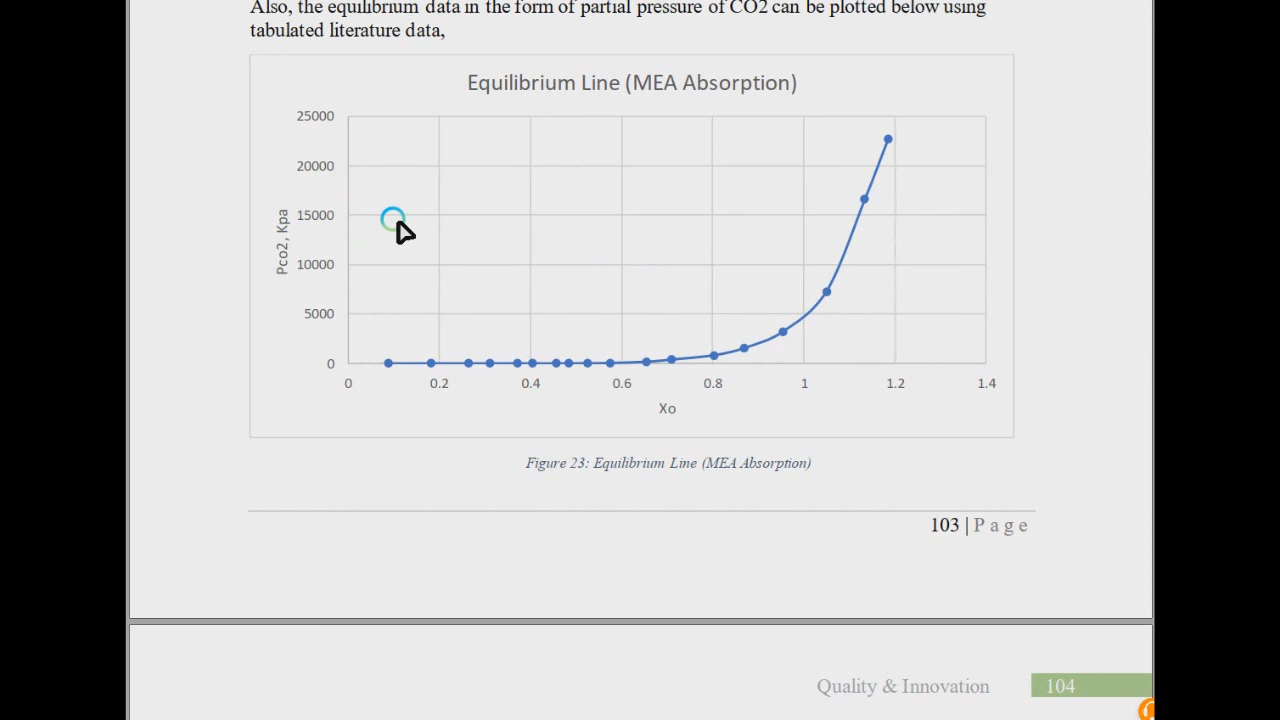 Also, the equilibrium data in the form of partial pressure of CO2 can be plotted below using
tabulated literature data,
Equilibrium Line (MEA Absorption)
25000
20000
15000
10000
5000
0
Pco2, Kpa
0 0.2 0.4 0.6 0.8 1 1.2 1.4
Xo
Figure 23: Equilibrium Line (MEA Absorption)
103 | P a g e
Quality & Innovation 104